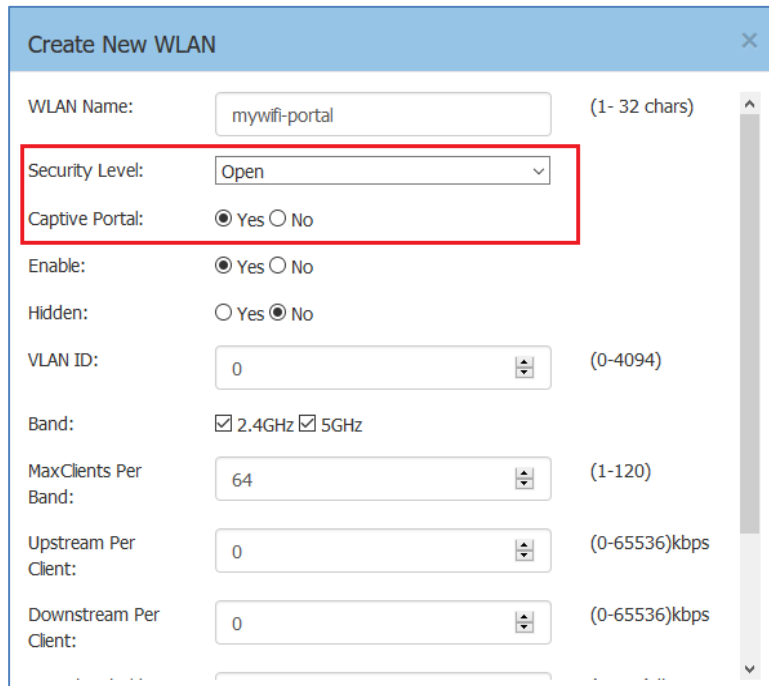 Create New WLAN
WLAN Name: mywifi-portal (1- 32 chars)
Security Level: Open
Captive Portal: Yes No
Enable: Yes No
Hidden: Yes No
VLAN ID: 0 (0-4094)
Band: 2.4GHz 5GHz
MaxClients Per
Band: 64 (1-120)
Upstream Per
Client: 0 (0-65536)kbps
Downstream Per
Client: 0 (0-65536)kbps